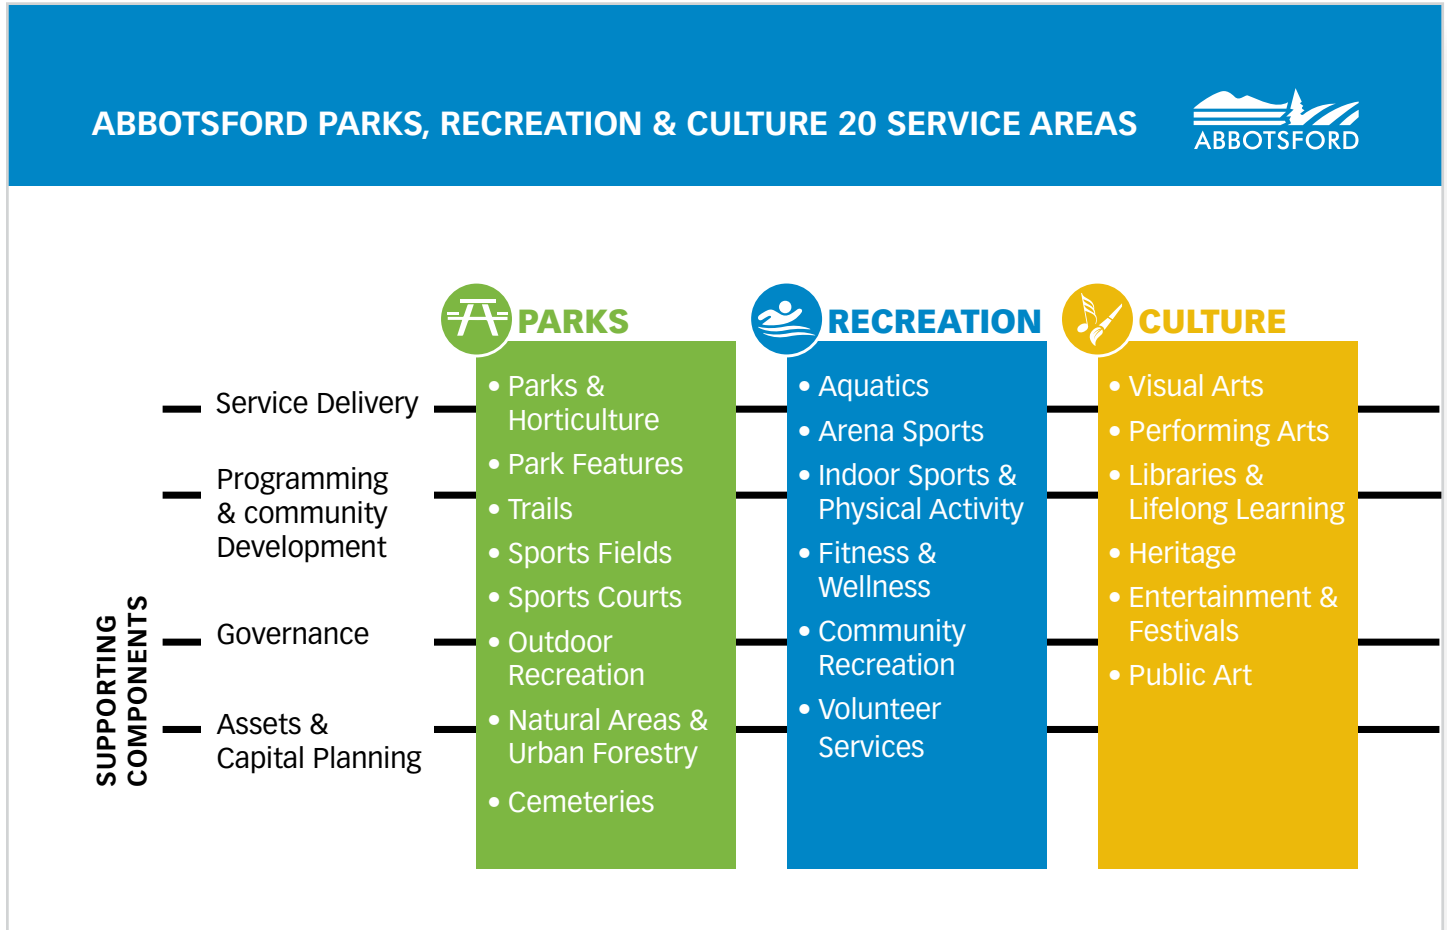 ABBOTSFORD PARKS, RECREATION & CULTURE 20 SERVICE AREAS
ABBOTSFORD
SUPPORTING
COMPONENTS
Service Delivery
Programming
& community
Development
Governance
Assets &
Capital Planning
PARKS
• Parks &
Horticulture
• Park Features
• Trails
• Sports Fields
• Sports Courts
• Outdoor
Recreation
• Natural Areas &
Urban Forestry
• Cemeteries
RECREATION
• Aquatics
• Arena Sports
• Indoor Sports &
Physical Activity
• Fitness &
Wellness
• Community
Recreation
• Volunteer
Services
CULTURE
• Visual Arts
• Performing Arts
• Libraries &
Lifelong Learning
• Heritage
• Entertainment &
Festivals
• Public Art